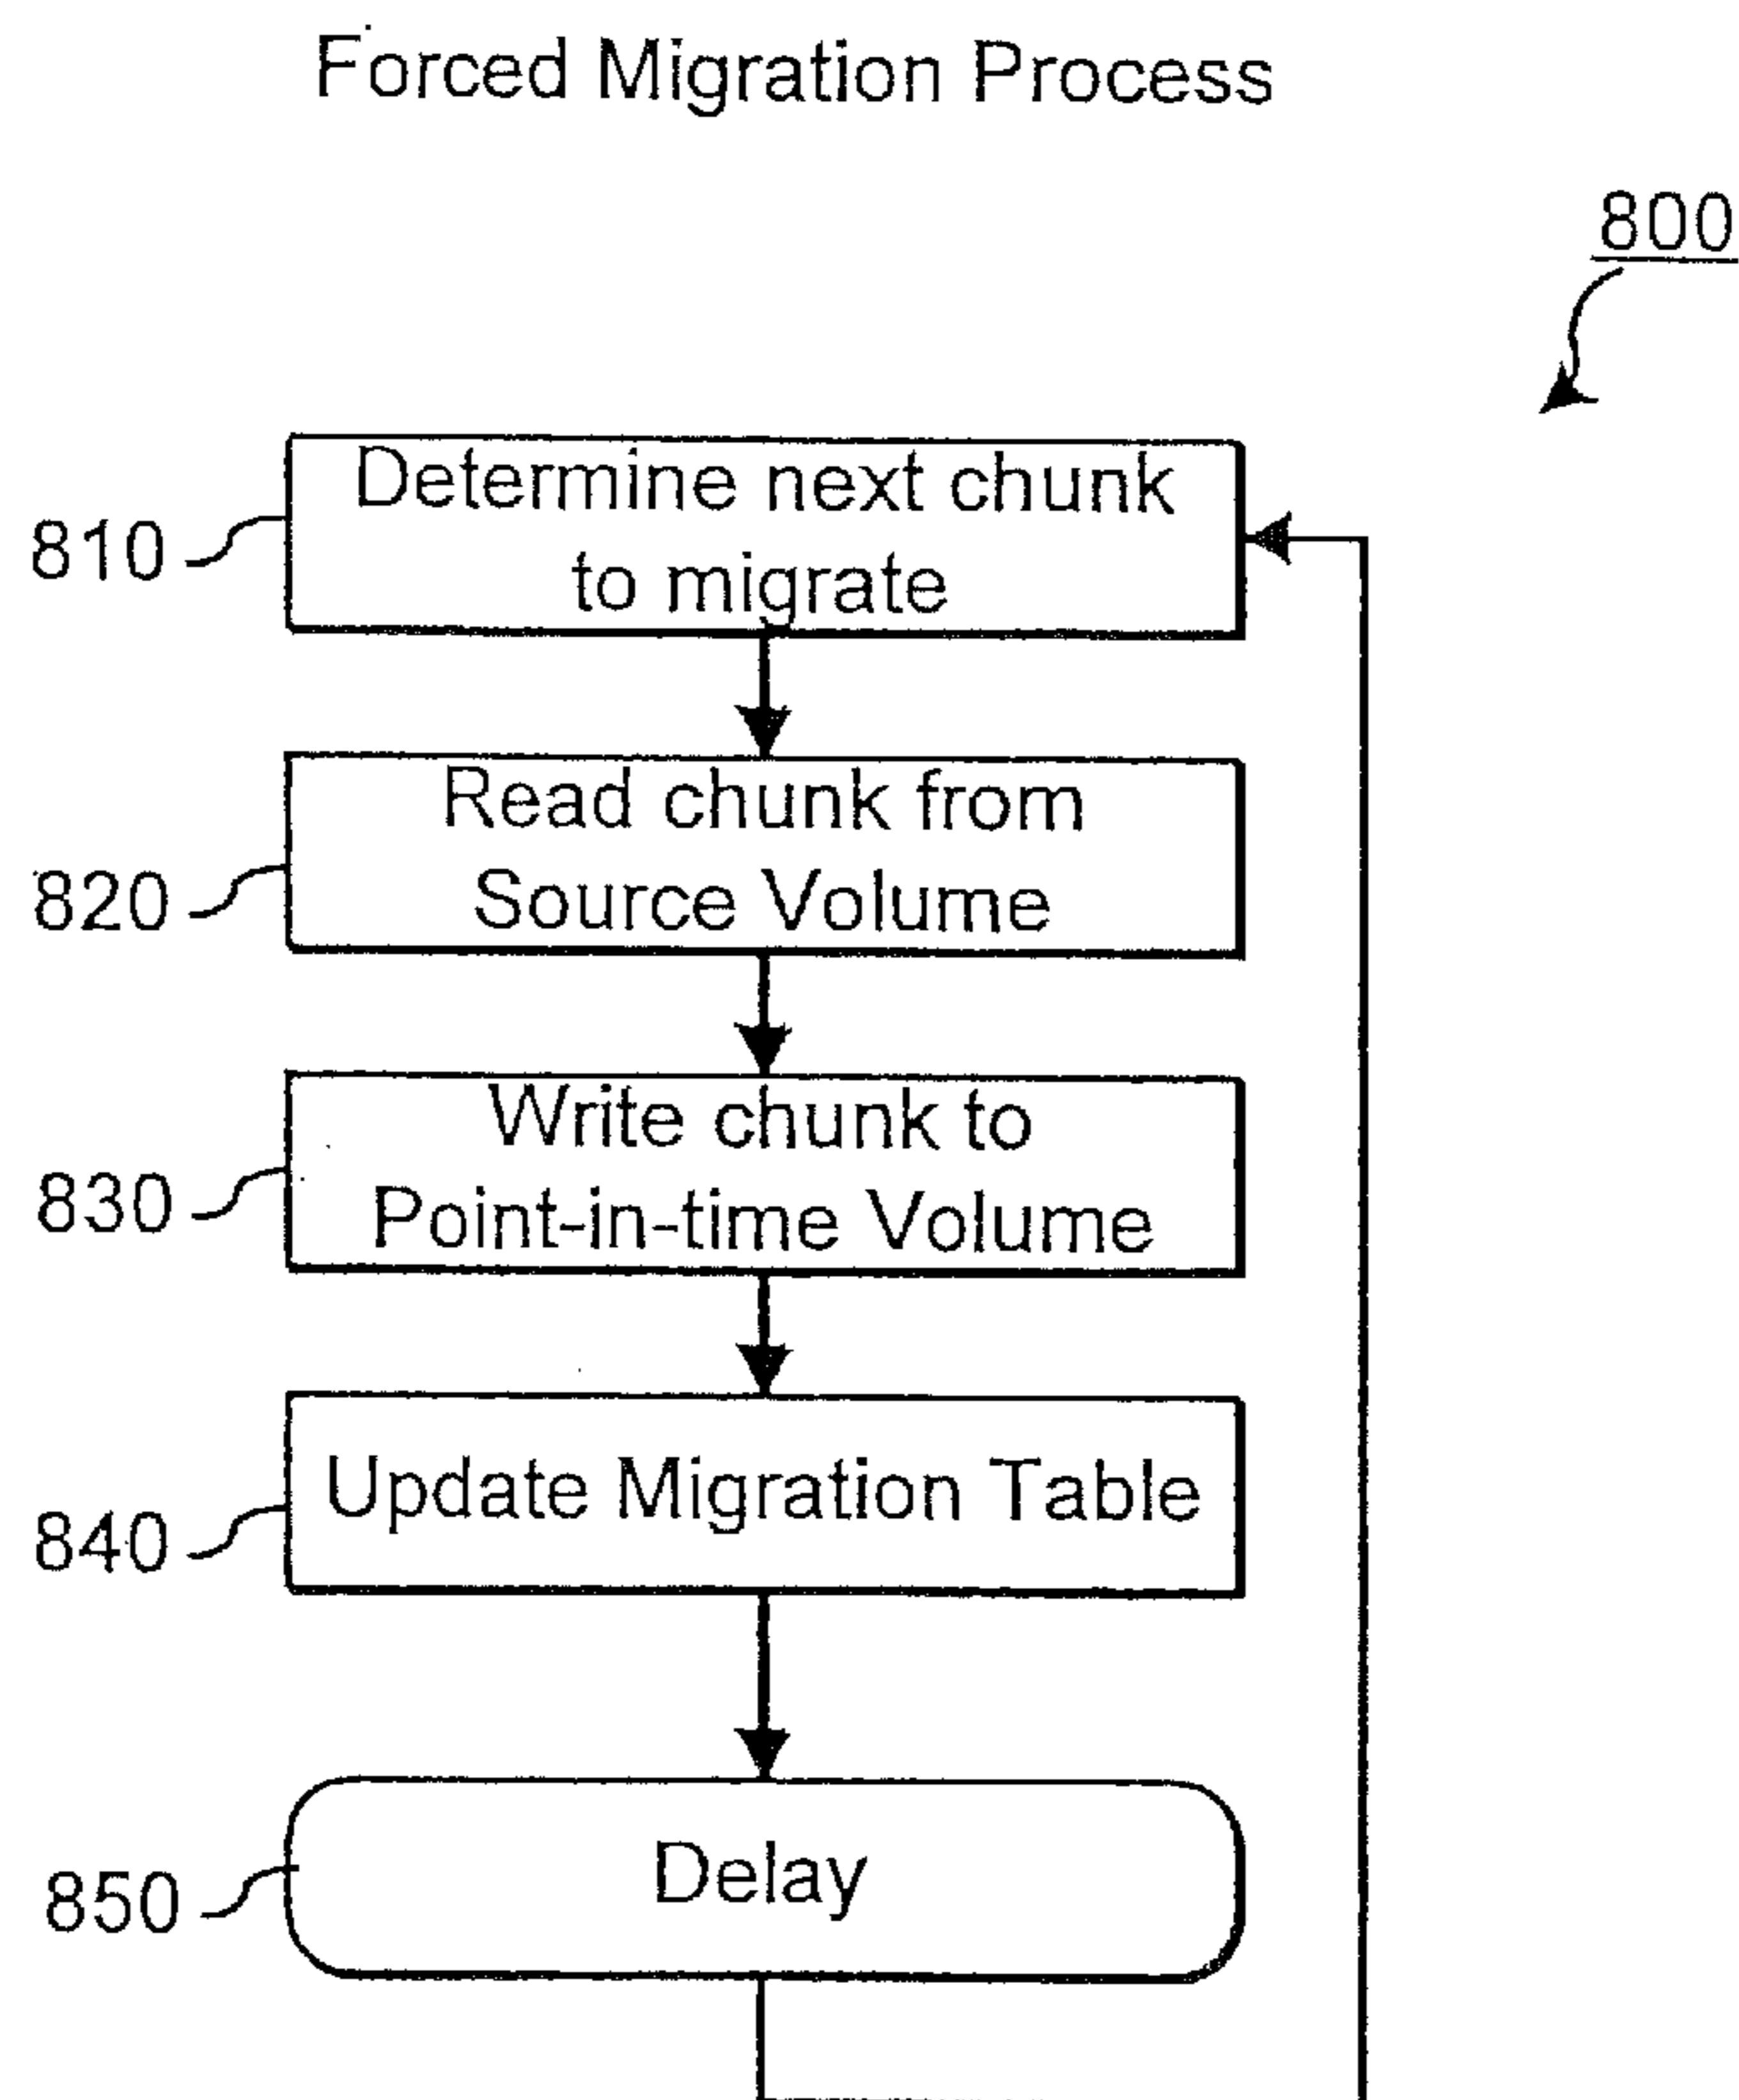 Forced Migration Process
800
Determine next chunk
to migrate
810
Read chunk from
Source Volume
820
Write chunk to
Point-in-time Volume
830
Update Migration Table
840
Delay
850